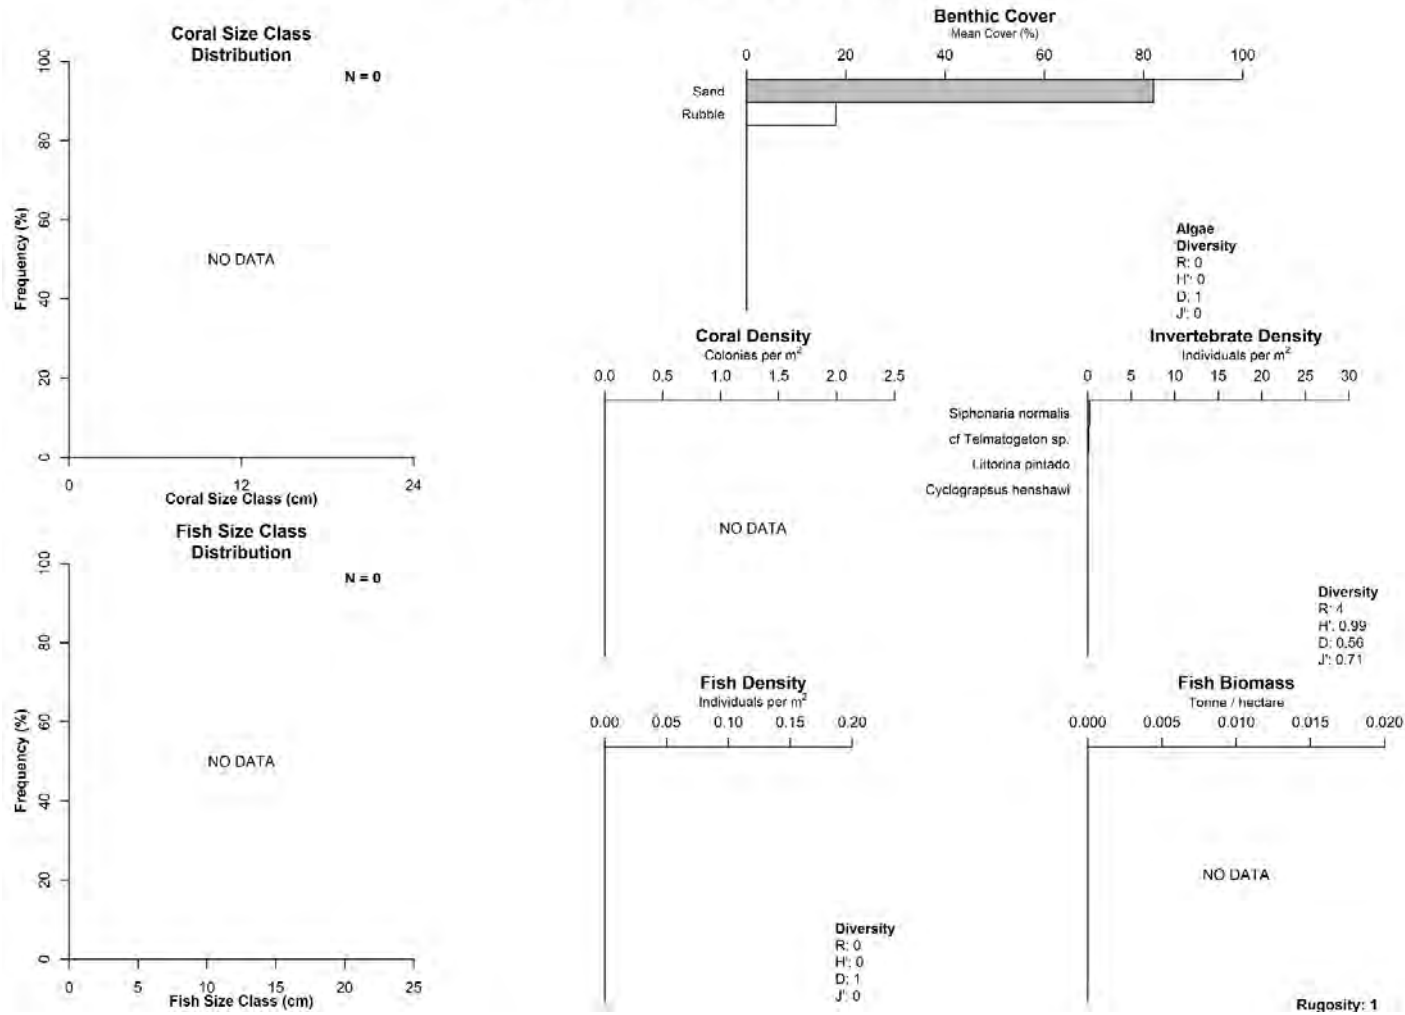 Coral Size Class
Distribution
N = 0
100
80
60
40
20
0
Frequency (%)
NO DATA
0
12
24
Coral Size Class (cm)
Benthic Cover
Mean Cover (%)
0 20 40 60 80 100
Sand
Rubble
Algae
Diversity
R: 0
H': 0
D: 1
J': 0
Coral Density
Colonies per m²
0.0 0.5 1.0 1.5 2.0 2.5
NO DATA
Invertebrate Density
Individuals per m²
0 5 10 15 20 25 30
Siphonaria normalis
cf Telmatogeton sp.
Littorina pintado
Cyclograpsus henshawi
Diversity
R: 4
H': 0.99
D: 0.56
J': 0.71
Fish Size Class
Distribution
N = 0
100
80
60
40
20
0
Frequency (%)
NO DATA
0 5 10 15 20 25
Fish Size Class (cm)
Fish Density
Individuals per m²
0.00 0.05 0.10 0.15 0.20
Diversity
R: 0
H': 0
D: 1
J': 0
Fish Biomass
Tonne / hectare
0.000 0.005 0.010 0.015 0.020
NO DATA
Rugosity: 1